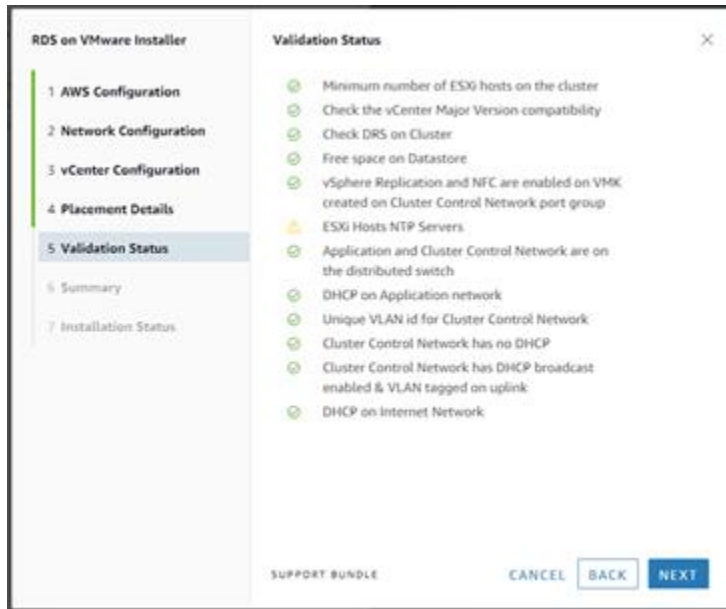 RDS on VMware Installer
1 AWS Configuration
2 Network Configuration
3 vCenter Configuration
4 Placement Details
5 Validation Status
6 Summary
7 Installation Status
Validation Status
Minimum number of ESXi hosts on the cluster
Check the vCenter Major Version compatibility
Check DRS on Cluster
Free space on Datastore
vSphere Replication and NFC are enabled on VMK
created on Cluster Control Network port group
ESXi Hosts NTP Servers
Application and Cluster Control Network are on
the distributed switch
DHCP on Application network
Unique VLAN id for Cluster Control Network
Cluster Control Network has no DHCP
Cluster Control Network has DHCP broadcast
enabled & VLAN tagged on uplink
DHCP on Internet Network
SUPPORT BUNDLE
CANCEL
BACK
NEXT